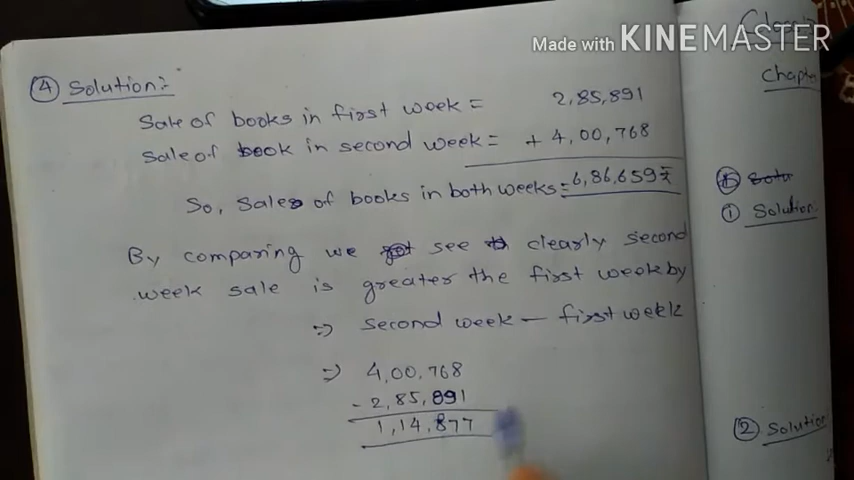 Made with KINEMASTER
④ Solution:-
Sale of books in first week = 2,85,891
Sale of book in second week = + 4,00,768
So, Sales of books in both weeks = 6,86,659₹
By comparing we see clearly second
week sale is greater the first week by
⇒ second week - first week
⇒ 4,00,768
- 2,85,891
1,14,877
Chapte
① Solution.
② Solution